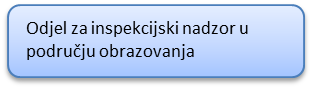 Odjel za inspekcijski nadzor u
području obrazovanja